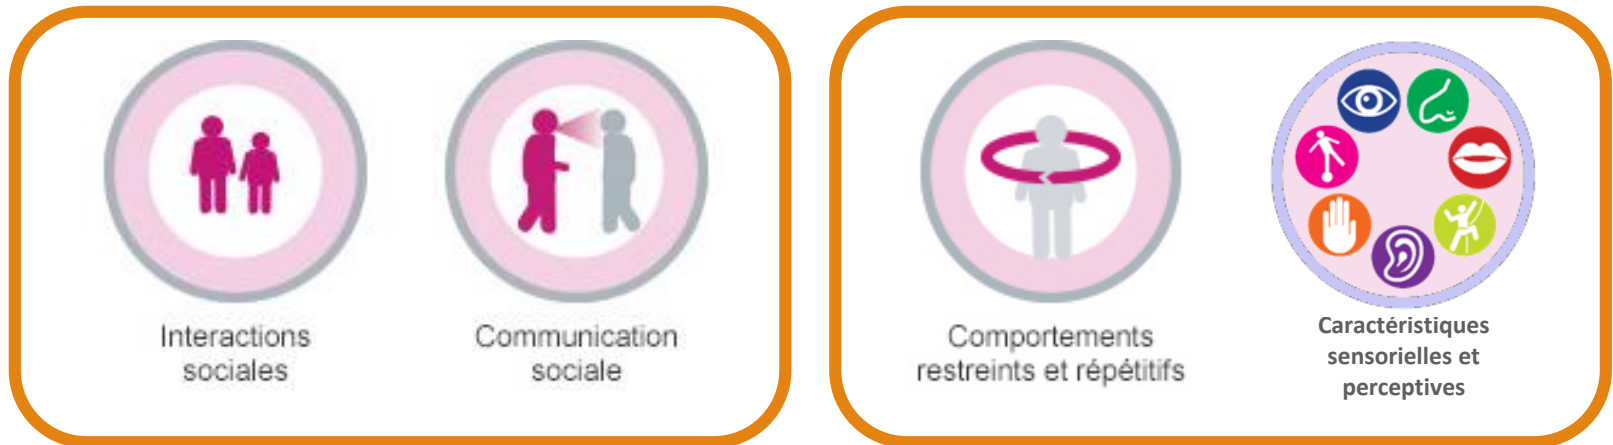 Interactions
sociales
Communication
sociale
Comportements
restreints et répétitifs
Caractéristiques
sensorielles et
perceptives